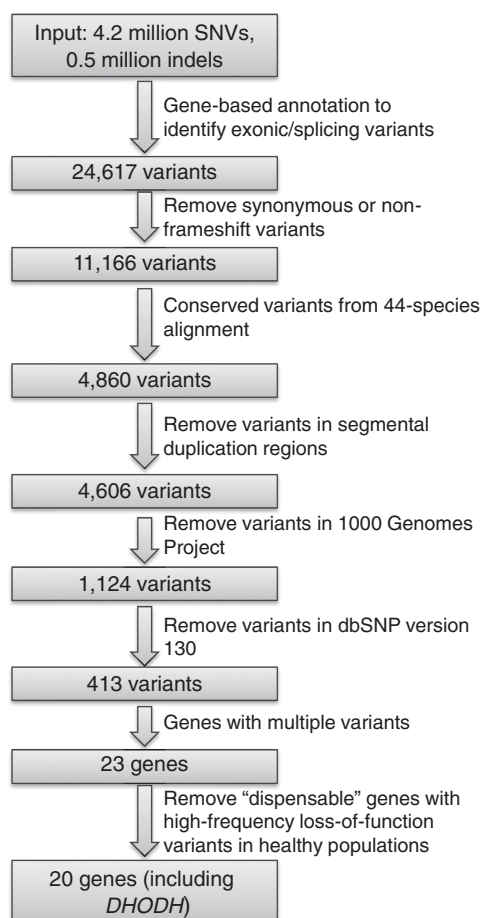 Input: 4.2 million SNVs,
0.5 million indels
Gene-based annotation to
identify exonic/splicing variants
24,617 variants
Remove synonymous or non-
frameshift variants
11,166 variants
Conserved variants from 44-species
alignment
4,860 variants
Remove variants in segmental
duplication regions
4,606 variants
Remove variants in 1000 Genomes
Project
1,124 variants
Remove variants in dbSNP version
130
413 variants
Genes with multiple variants
23 genes
Remove “dispensable” genes with
high-frequency loss-of-function
variants in healthy populations
20 genes (including
DHODH)